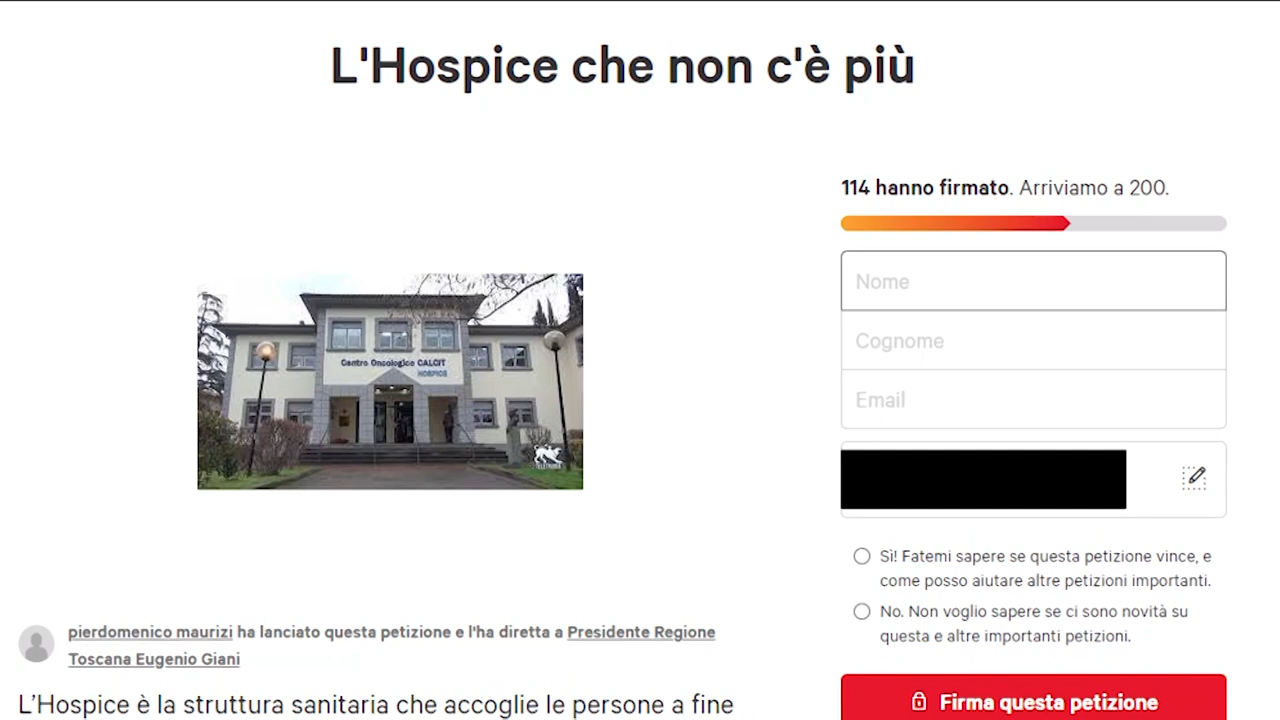 L'Hospice che non c'è più
114 hanno firmato. Arriviamo a 200.
Nome
Cognome
Email
Centro Oncologico CALCIT
HOSPICE
TELETRURIA
Sì! Fatemi sapere se questa petizione vince, e
come posso aiutare altre petizioni importanti.
No. Non voglio sapere se ci sono novità su
questa e altre importanti petizioni.
pierdomenico maurizi ha lanciato questa petizione e l'ha diretta a Presidente Regione
Toscana Eugenio Giani
L’Hospice è la struttura sanitaria che accoglie le persone a fine
Firma questa petizione